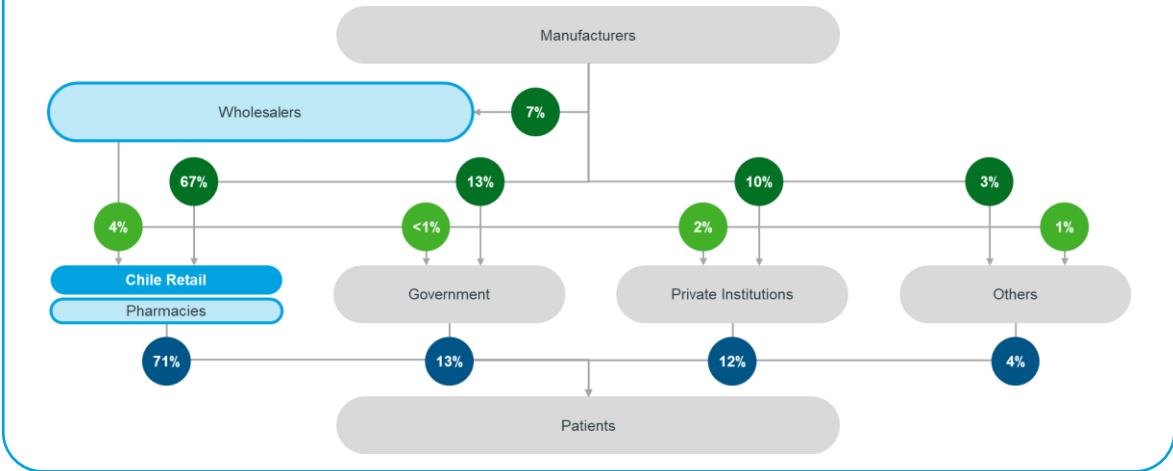 Manufacturers
Wholesalers
7%
67%
13%
10%
3%
4%
<1%
2%
1%
Chile Retail
Pharmacies
Government
Private Institutions
Others
71%
13%
12%
4%
Patients